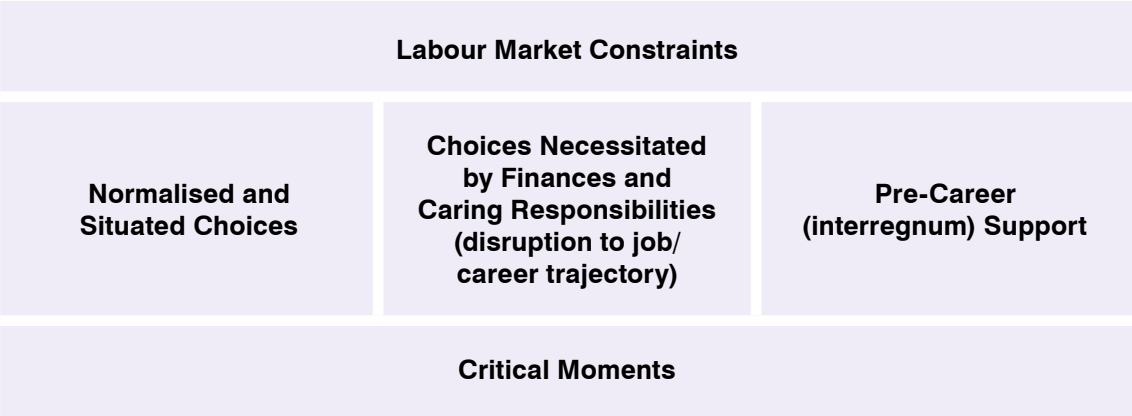 Labour Market Constraints
Normalised and
Situated Choices
Choices Necessitated
by Finances and
Caring Responsibilities
(disruption to job/
career trajectory)
Pre-Career
(interregnum) Support
Critical Moments